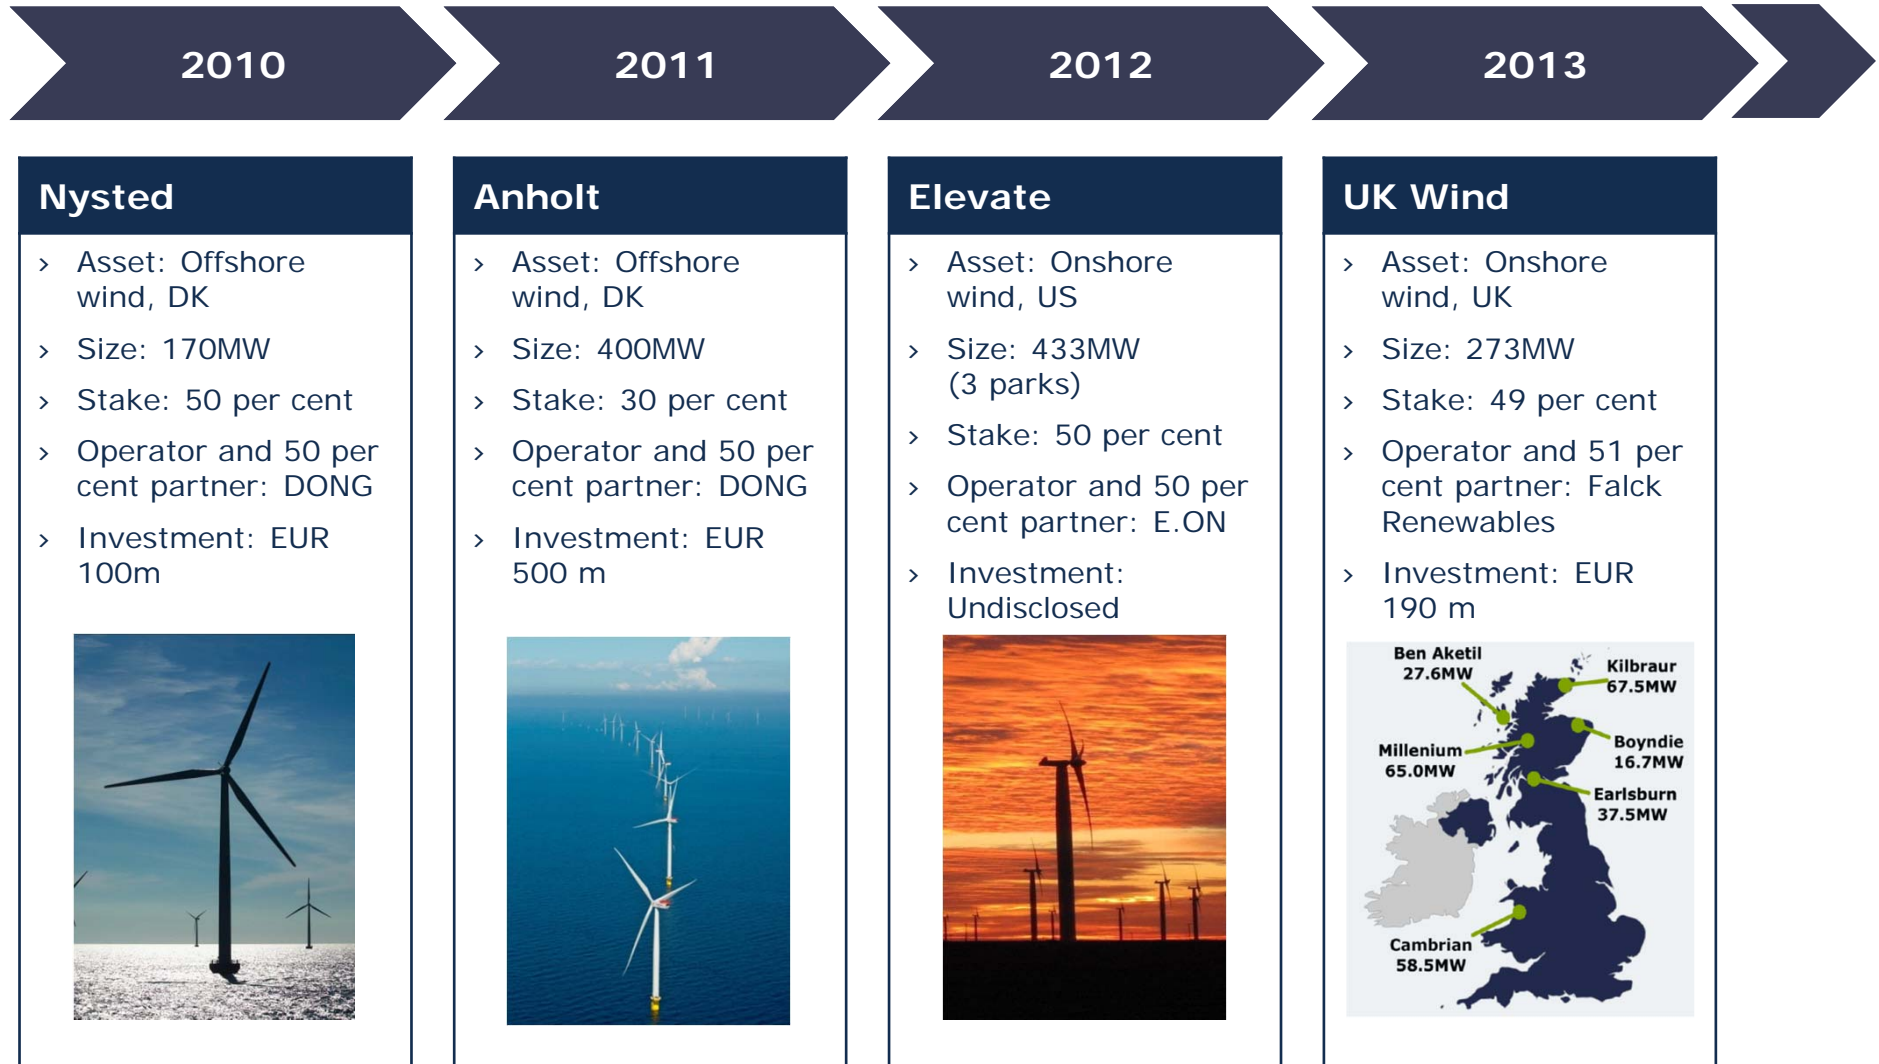 2010
2011
2012
2013
Nysted
› Asset: Offshore
wind, DK
› Size: 170MW
› Stake: 50 per cent
› Operator and 50 per
cent partner: DONG
› Investment: EUR
100m
Anholt
› Asset: Offshore
wind, DK
› Size: 400MW
› Stake: 30 per cent
› Operator and 50 per
cent partner: DONG
› Investment: EUR
500 m
Elevate
› Asset: Onshore
wind, US
› Size: 433MW
(3 parks)
› Stake: 50 per cent
› Operator and 50 per
cent partner: E.ON
› Investment:
Undisclosed
UK Wind
› Asset: Onshore
wind, UK
› Size: 273MW
› Stake: 49 per cent
› Operator and 51 per
cent partner: Falck
Renewables
› Investment: EUR
190 m
Ben Aketil
27.6MW
Kilbraur
67.5MW
Millenium
65.0MW
Boyndie
16.7MW
Earlsburn
37.5MW
Cambrian
58.5MW